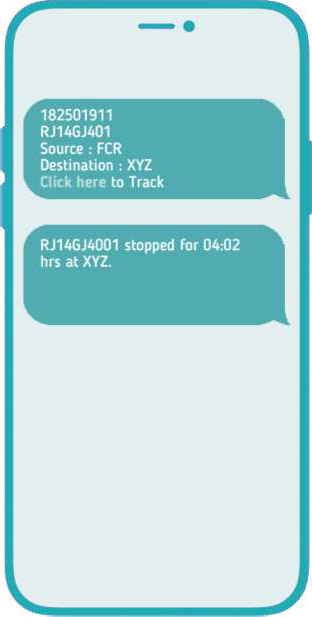 182501911
RJ14GJ401
Source : FCR
Destination : XYZ
Click here to Track
RJ14GJ4001 stopped for 04:02
hrs at XYZ.